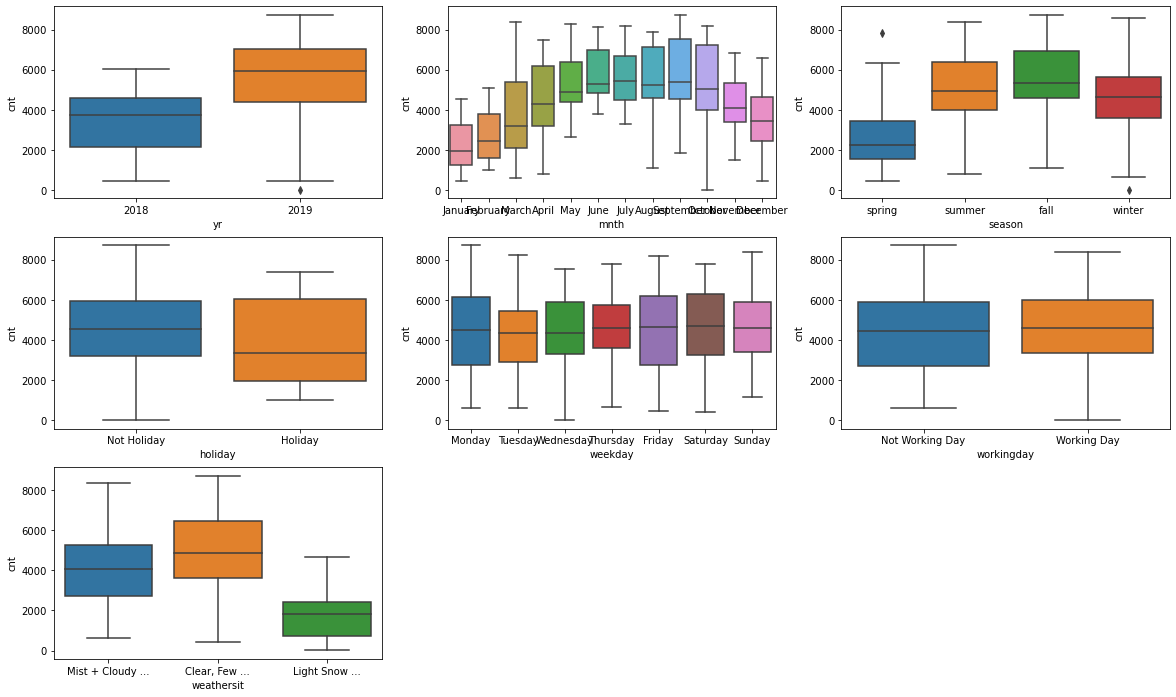 8000
6000
4000
2000
0
cnt
2018 2019
yr
8000
6000
4000
2000
0
cnt
January February March April May June July August September October November December
mnth
8000
6000
4000
2000
0
cnt
spring summer fall winter
season
8000
6000
4000
2000
0
cnt
Not Holiday Holiday
holiday
8000
6000
4000
2000
0
cnt
Monday Tuesday Wednesday Thursday Friday Saturday Sunday
weekday
8000
6000
4000
2000
0
cnt
Not Working Day Working Day
workingday
8000
6000
4000
2000
0
cnt
Mist + Cloudy ... Clear, Few ... Light Snow ...
weathersit